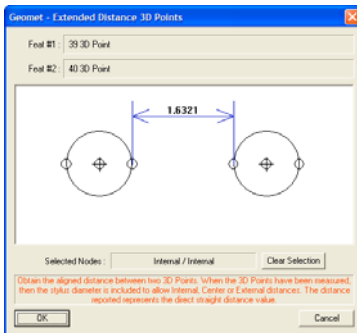 Geomet - Extended Distance 3D Points
Feat #1 : 39 3D Point
Feat #2 : 40 3D Point
1.6321
Selected Nodes : Internal / Internal Clear Selection
Obtain the aligned distance between two 3D Points. When the 3D Points have been measured,
then the stylus diameter is included to allow Internal, Center or External distances. The distance
reported represents the direct straight distance value.
OK Cancel